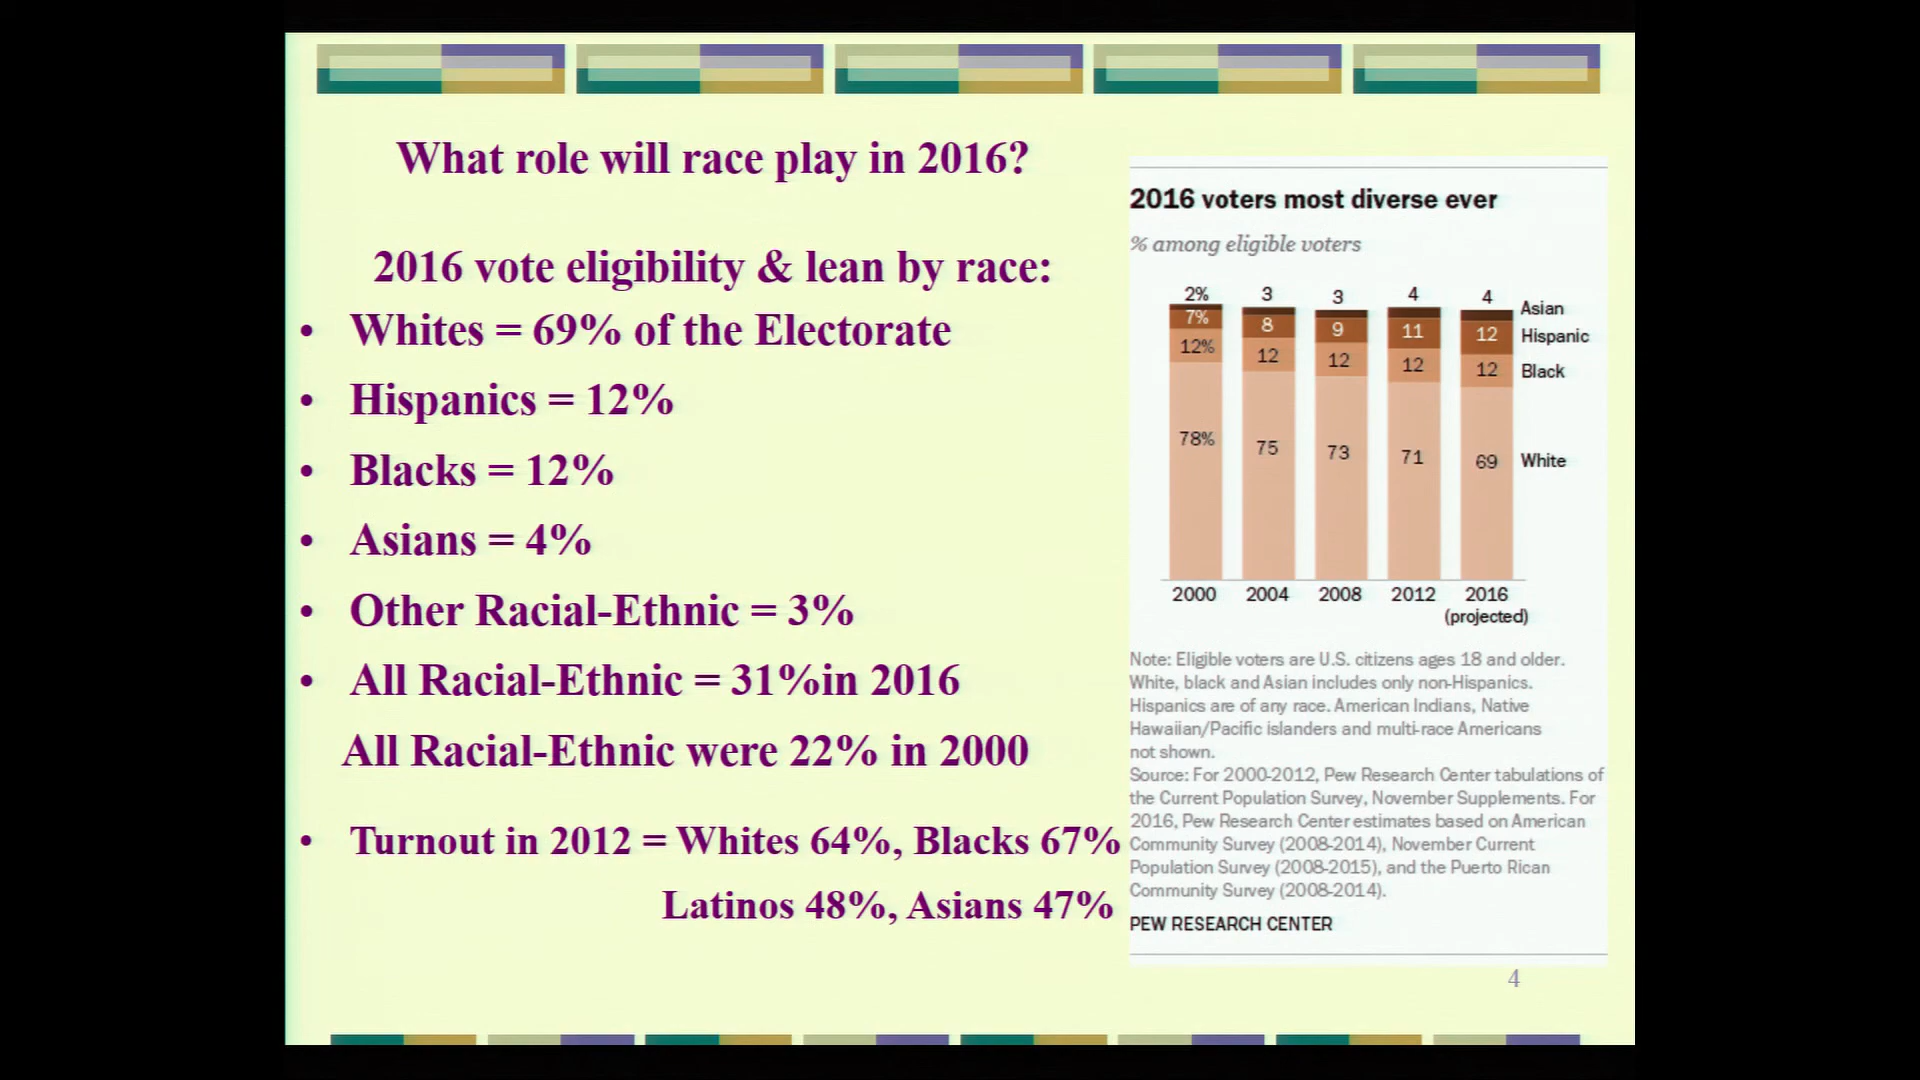 What role will race play in 2016?
2016 vote eligibility & lean by race:
• Whites = 69% of the Electorate
• Hispanics = 12%
• Blacks = 12%
• Asians = 4%
• Other Racial-Ethnic = 3%
• All Racial-Ethnic = 31%in 2016
All Racial-Ethnic were 22% in 2000
• Turnout in 2012 = Whites 64%, Blacks 67%
Latinos 48%, Asians 47%
2016 voters most diverse ever
% among eligible voters
2% 3 3 4 4 Asian
7% 8 9 11 12 Hispanic
12% 12 12 12 12 Black
78% 75 73 71 69 White
2000 2004 2008 2012 2016
(projected)
Note: Eligible voters are U.S. citizens ages 18 and older.
White, black and Asian includes only non-Hispanics.
Hispanics are of any race. American Indians, Native
Hawaiian/Pacific islanders and multi-race Americans
not shown.
Source: For 2000-2012, Pew Research Center tabulations of
the Current Population Survey, November Supplements. For
2016, Pew Research Center estimates based on American
Community Survey (2008-2014), November Current
Population Survey (2008-2015), and the Puerto Rican
Community Survey (2008-2014).
PEW RESEARCH CENTER
4